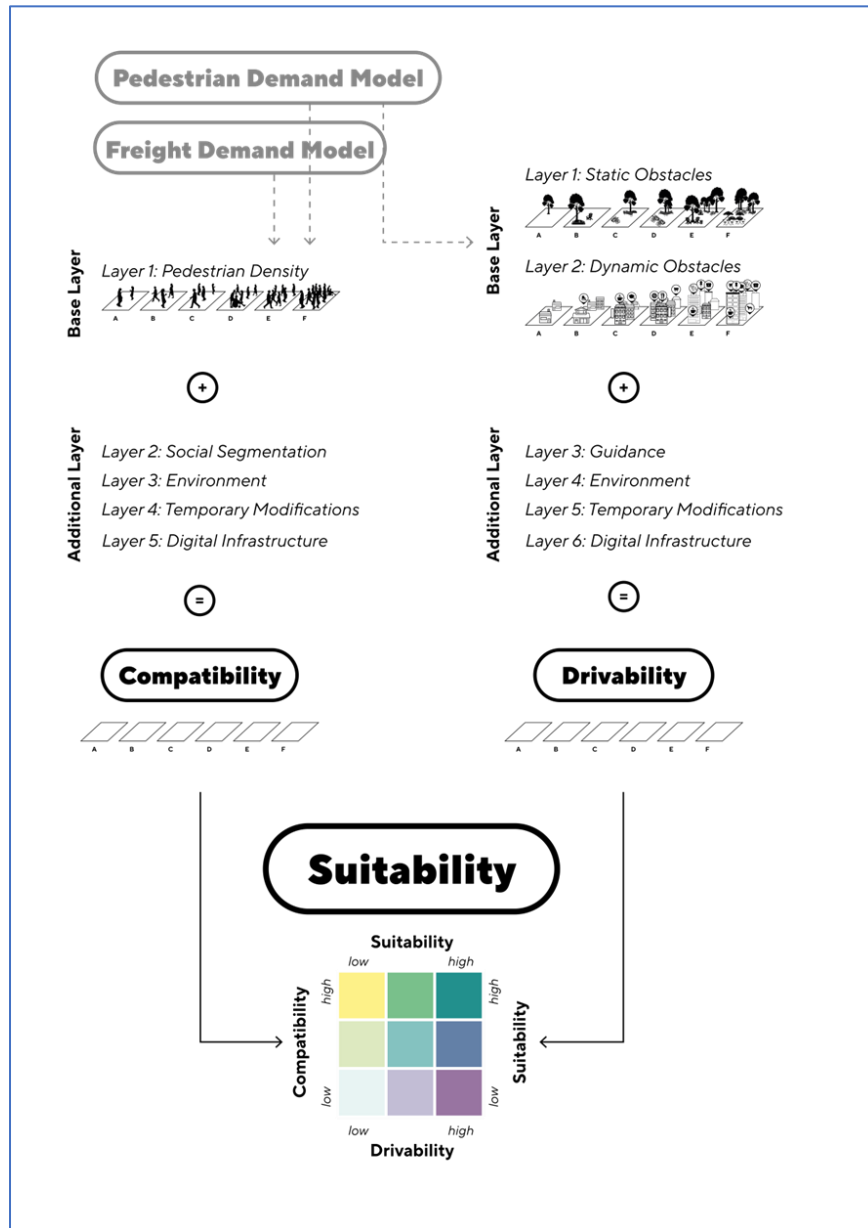 Pedestrian Demand Model
Freight Demand Model
Base Layer
Layer 1: Pedestrian Density
A B C D E F
+
Additional Layer
Layer 2: Social Segmentation
Layer 3: Environment
Layer 4: Temporary Modifications
Layer 5: Digital Infrastructure
=
Compatibility
A B C D E F
Base Layer
Layer 1: Static Obstacles
A B C D E F
Layer 2: Dynamic Obstacles
A B C D E F
+
Additional Layer
Layer 3: Guidance
Layer 4: Environment
Layer 5: Temporary Modifications
Layer 6: Digital Infrastructure
=
Drivability
A B C D E F
Suitability
Suitability
low high
Compatibility
high
low
Suitability
high
low
low high
Drivability